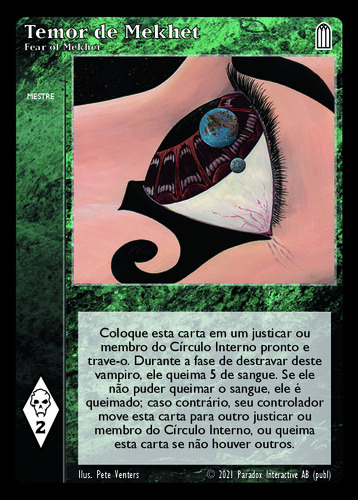 Temor de Mekhet
Fear of Mekhet
MESTRE
Coloque esta carta em um justicar ou
membro do Círculo Interno pronto e
trave-o. Durante a fase de destravar deste
vampiro, ele queima 5 de sangue. Se ele
não puder queimar o sangue, ele é
queimado; caso contrário, seu controlador
move esta carta para outro justicar ou
membro do Círculo Interno, ou queima
esta carta se não houver outros.
2
Ilus. Pete Venters
© 2021 Paradox Interactive AB (publ)